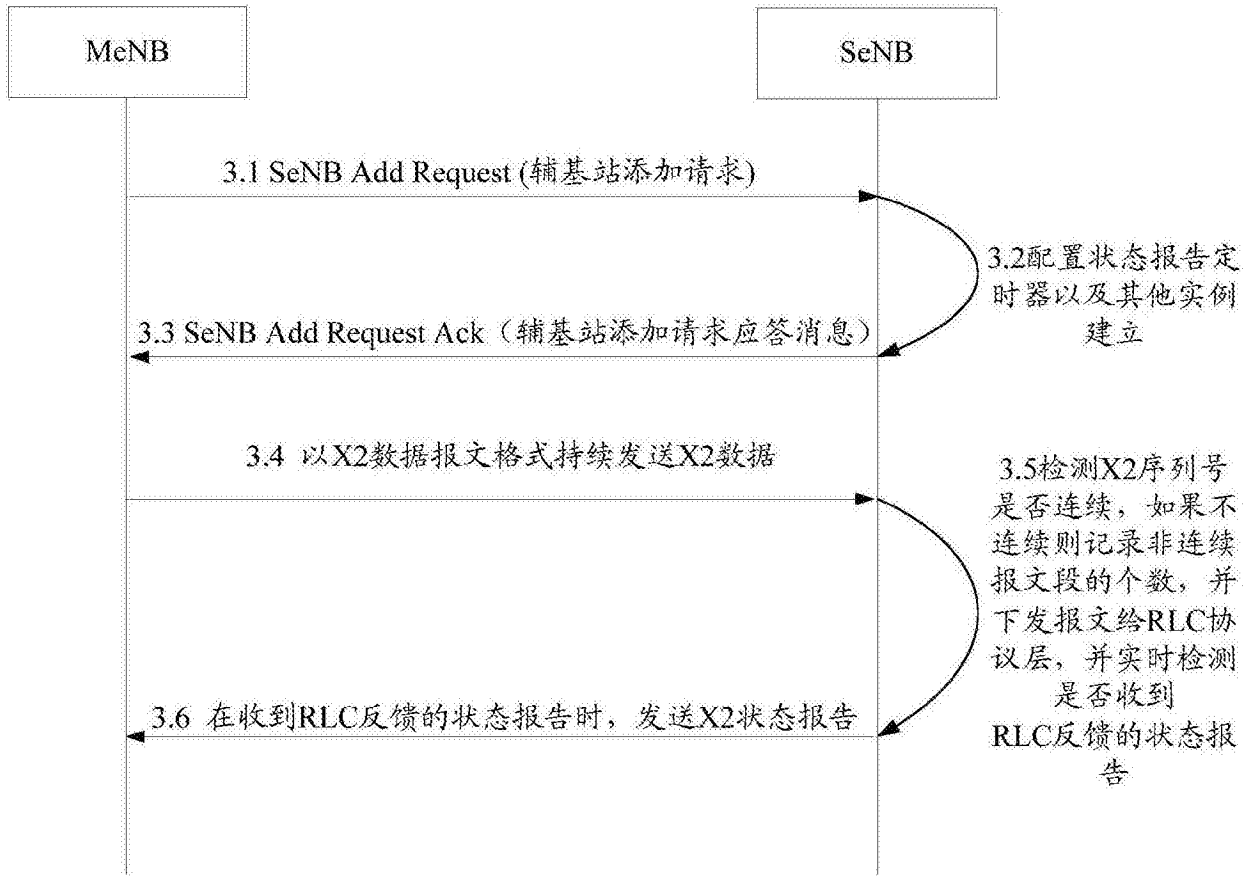 MeNB
SeNB
3.1 SeNB Add Request (辅基站添加请求)
3.2配置状态报告定
时器以及其他实例
建立
3.3 SeNB Add Request Ack（辅基站添加请求应答消息）
3.4 以X2数据报文格式持续发送X2数据
3.5检测X2序列号
是否连续，如果不
连续则记录非连续
报文段的个数，并
下发报文给RLC协
议层，并实时检测
是否收到
RLC反馈的状态报
告
3.6 在收到RLC反馈的状态报告时，发送X2状态报告